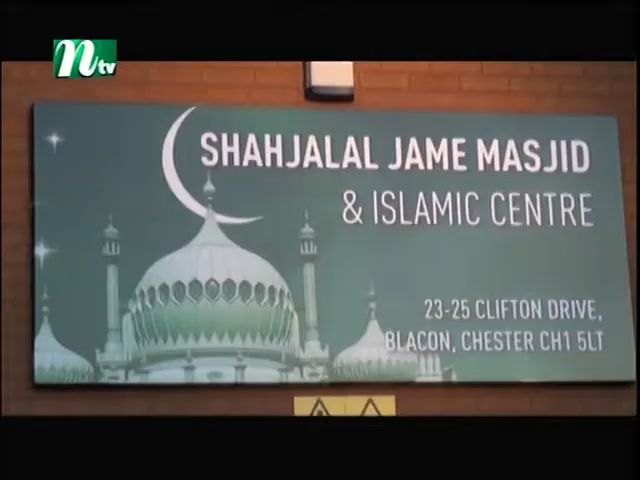 ntv
SHAHJALAL JAME MASJID
& ISLAMIC CENTRE
23-25 CLIFTON DRIVE,
BLACON, CHESTER CH1 5LT